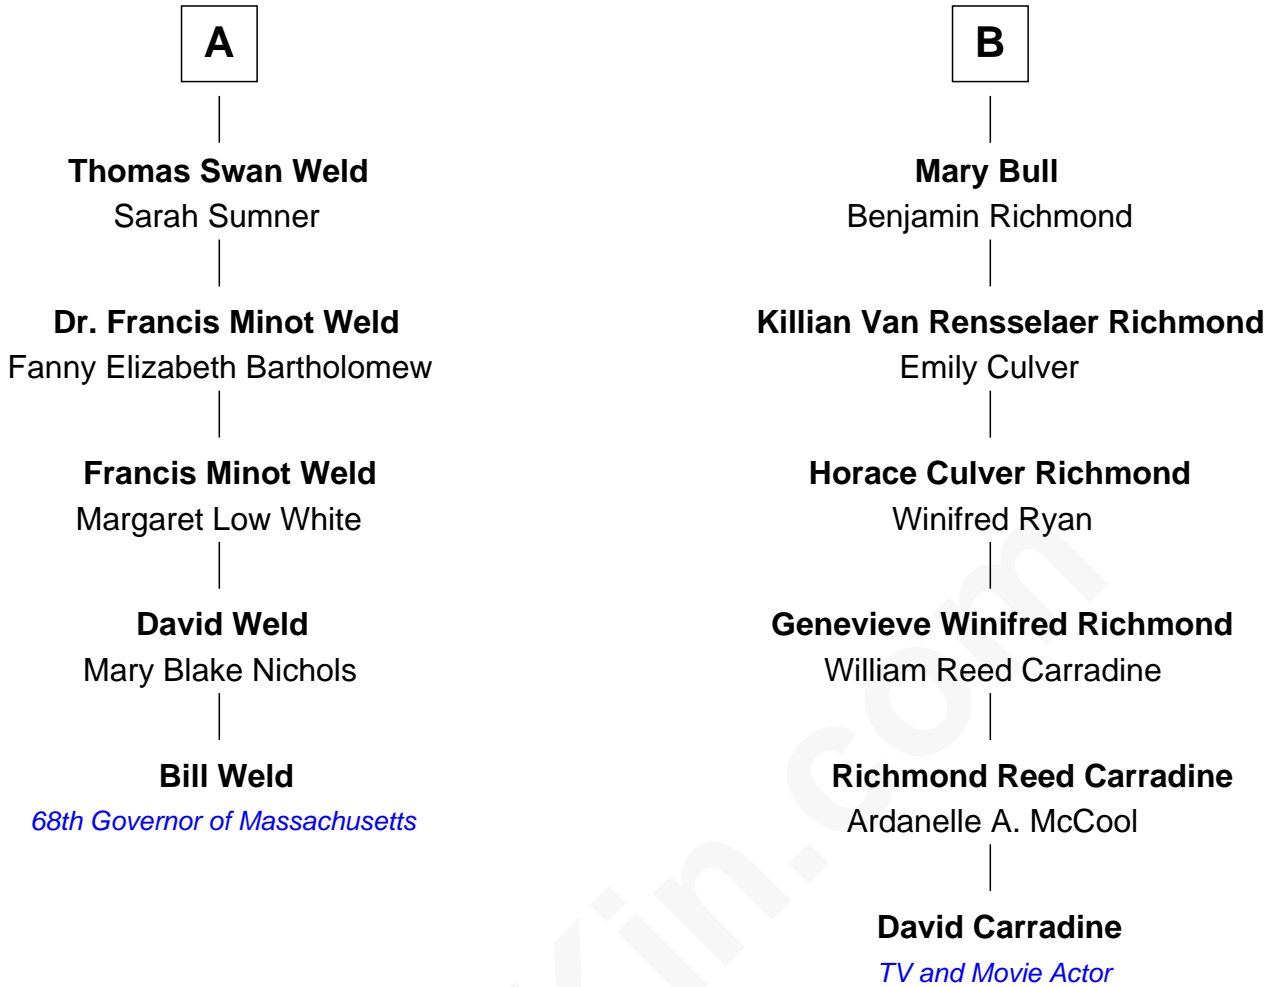 A
Thomas Swan Weld
Sarah Sumner
Dr. Francis Minot Weld
Fanny Elizabeth Bartholomew
Francis Minot Weld
Margaret Low White
David Weld
Mary Blake Nichols
Bill Weld
68th Governor of Massachusetts
B
Mary Bull
Benjamin Richmond
Killian Van Rensselaer Richmond
Emily Culver
Horace Culver Richmond
Winifred Ryan
Genevieve Winifred Richmond
William Reed Carradine
Richmond Reed Carradine
Ardanelle A. McCool
David Carradine
TV and Movie Actor
Kin.com